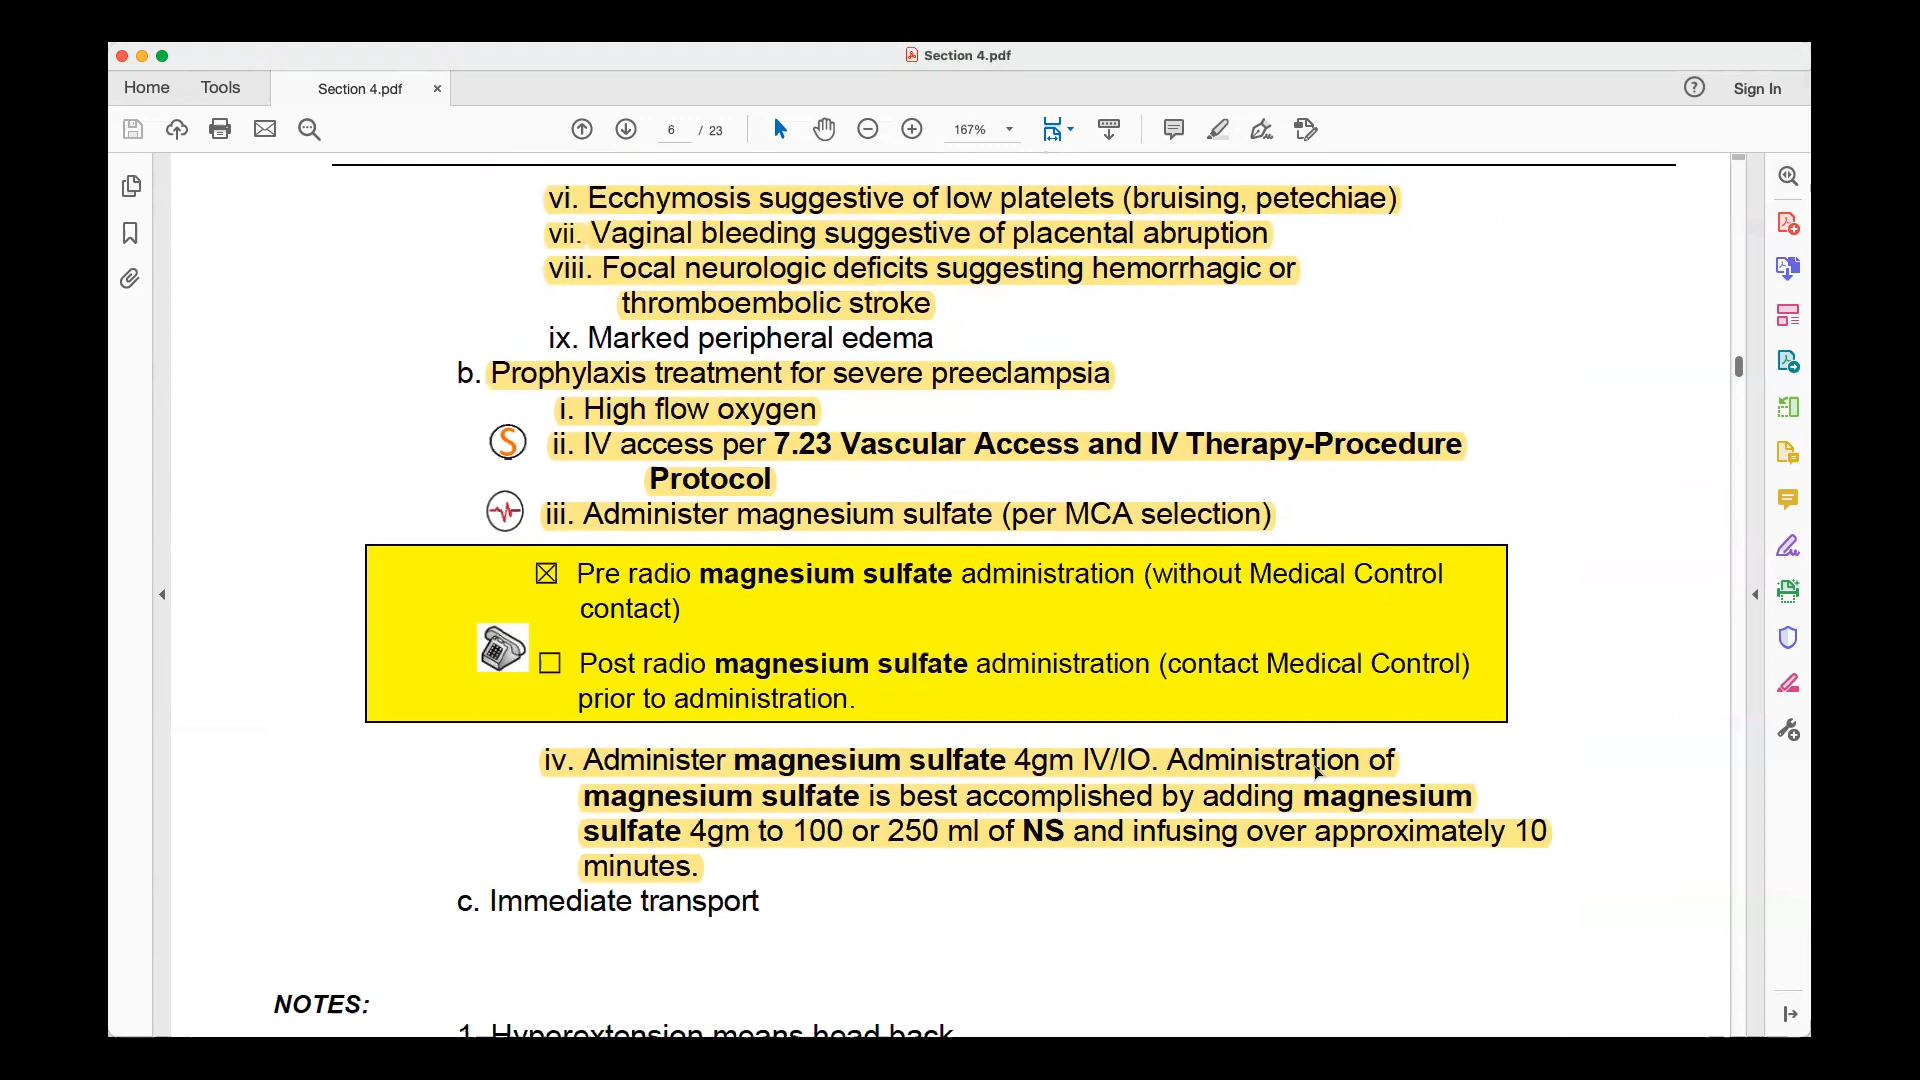 Section 4.pdf
Home Tools Section 4.pdf × ? Sign In
6 / 23 167%
vi. Ecchymosis suggestive of low platelets (bruising, petechiae)
vii. Vaginal bleeding suggestive of placental abruption
viii. Focal neurologic deficits suggesting hemorrhagic or
thromboembolic stroke
ix. Marked peripheral edema
b. Prophylaxis treatment for severe preeclampsia
i. High flow oxygen
S ii. IV access per 7.23 Vascular Access and IV Therapy-Procedure
Protocol
iii. Administer magnesium sulfate (per MCA selection)
☒ Pre radio magnesium sulfate administration (without Medical Control
contact)
☐ Post radio magnesium sulfate administration (contact Medical Control)
prior to administration.
iv. Administer magnesium sulfate 4gm IV/IO. Administration of
magnesium sulfate is best accomplished by adding magnesium
sulfate 4gm to 100 or 250 ml of NS and infusing over approximately 10
minutes.
c. Immediate transport
NOTES:
1. Hyperextension means head back